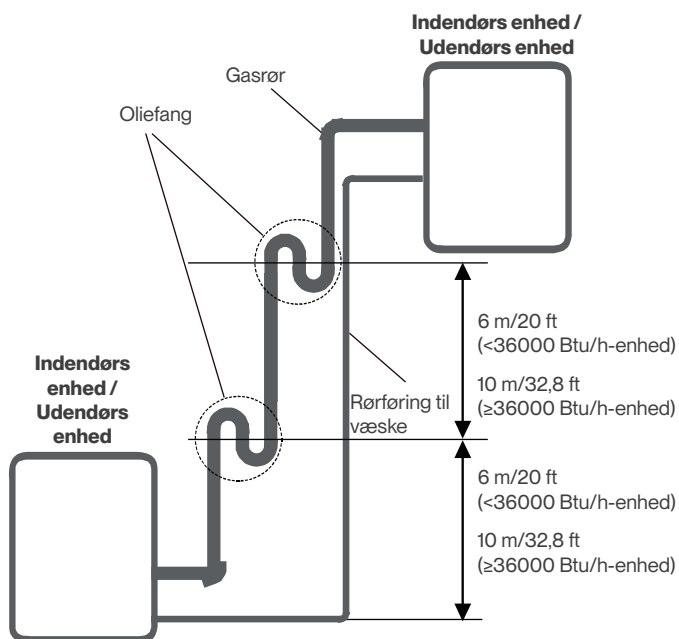 Indendørs enhed /
Udendørs enhed
Gasrør
Oliefang
6 m/20 ft
(<36000 Btu/h-enhed)
10 m/32,8 ft
(≥36000 Btu/h-enhed)
Indendørs
enhed /
Udendørs
enhed
Rørføring til
væske
6 m/20 ft
(<36000 Btu/h-enhed)
10 m/32,8 ft
(≥36000 Btu/h-enhed)